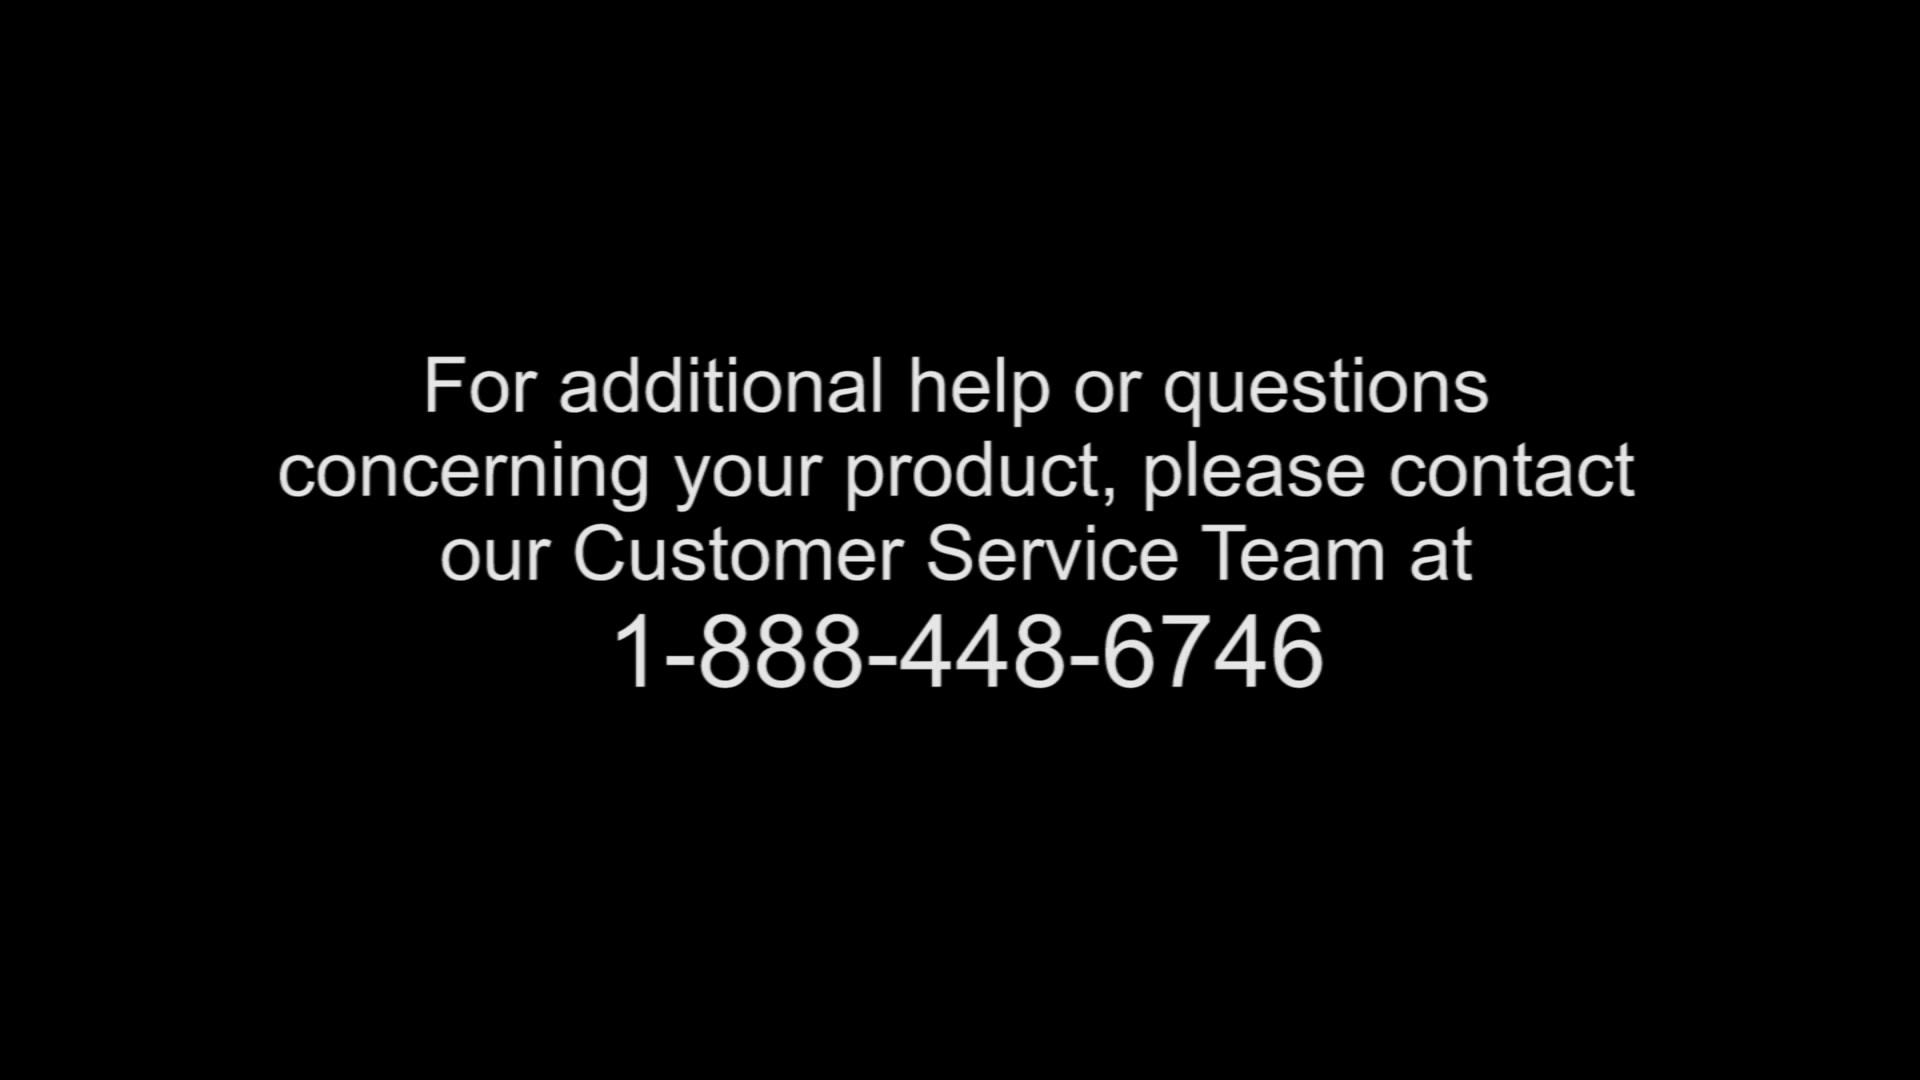 For additional help or questions
concerning your product, please contact
our Customer Service Team at
1-888-448-6746